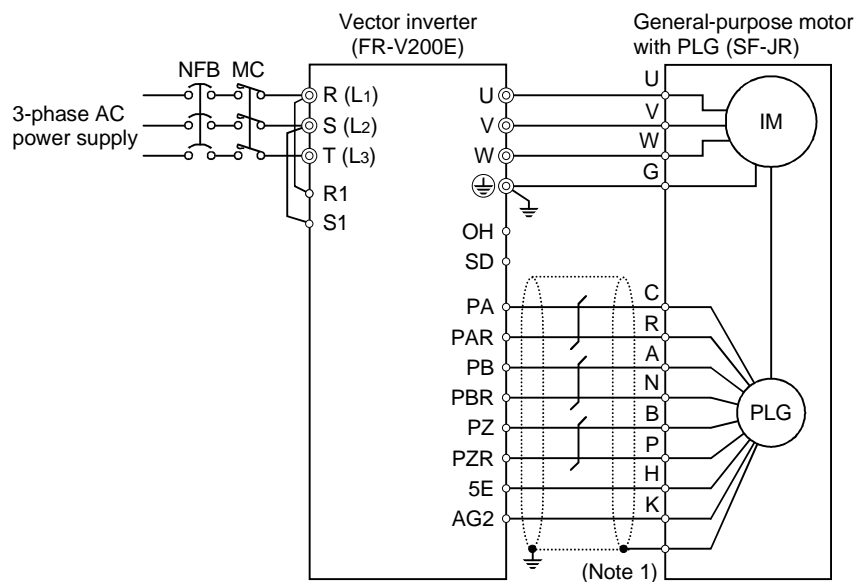 Vector inverter
(FR-V200E)
General-purpose motor
with PLG (SF-JR)
NFB MC
3-phase AC
power supply
R (L1)
S (L2)
T (L3)
R1
S1
U
V
W
OH
SD
PA
PAR
PB
PBR
PZ
PZR
5E
AG2
U
V
W
G
C
R
A
N
B
P
H
K
IM
PLG
(Note 1)